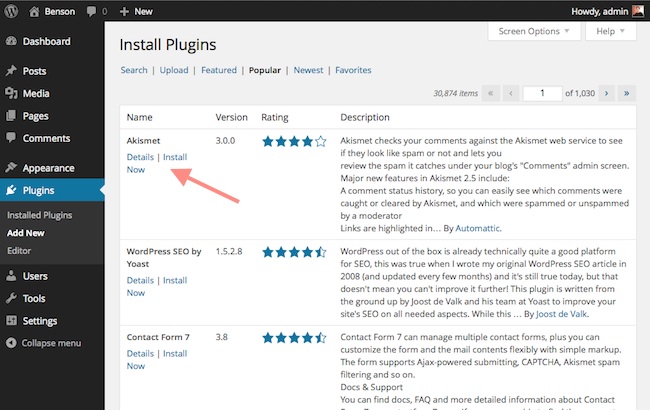 Benson 0 + New Howdy, admin
Dashboard
Posts
Media
Pages
Comments
Appearance
Plugins
Installed Plugins
Add New
Editor
Users
Tools
Settings
Collapse menu
Screen Options ▼ Help ▼
Install Plugins
Search | Upload | Featured | Popular | Newest | Favorites
30,874 items « ‹ 1 of 1,030 › »
Name Version Rating Description
Akismet 3.0.0
Details | Install
Now
Akismet checks your comments against the Akismet web service to see
if they look like spam or not and lets you
review the spam it catches under your blog's "Comments" admin screen.
Major new features in Akismet 2.5 include:
A comment status history, so you can easily see which comments were
caught or cleared by Akismet, and which were spammed or unspammed
by a moderator
Links are highlighted in… By Automattic.
WordPress SEO by
Yoast
1.5.2.8
Details | Install
Now
WordPress out of the box is already technically quite a good platform
for SEO, this was true when I wrote my original WordPress SEO article in
2008 (and updated every few months) and it's still true today, but that
doesn't mean you can't improve it further! This plugin is written from
the ground up by Joost de Valk and his team at Yoast to improve your
site's SEO on all needed aspects. While this … By Joost de Valk.
Contact Form 7 3.8
Details | Install
Now
Contact Form 7 can manage multiple contact forms, plus you can
customize the form and the mail contents flexibly with simple markup.
The form supports Ajax-powered submitting, CAPTCHA, Akismet spam
filtering and so on.
Docs & Support
You can find docs, FAQ and more detailed information about Contact